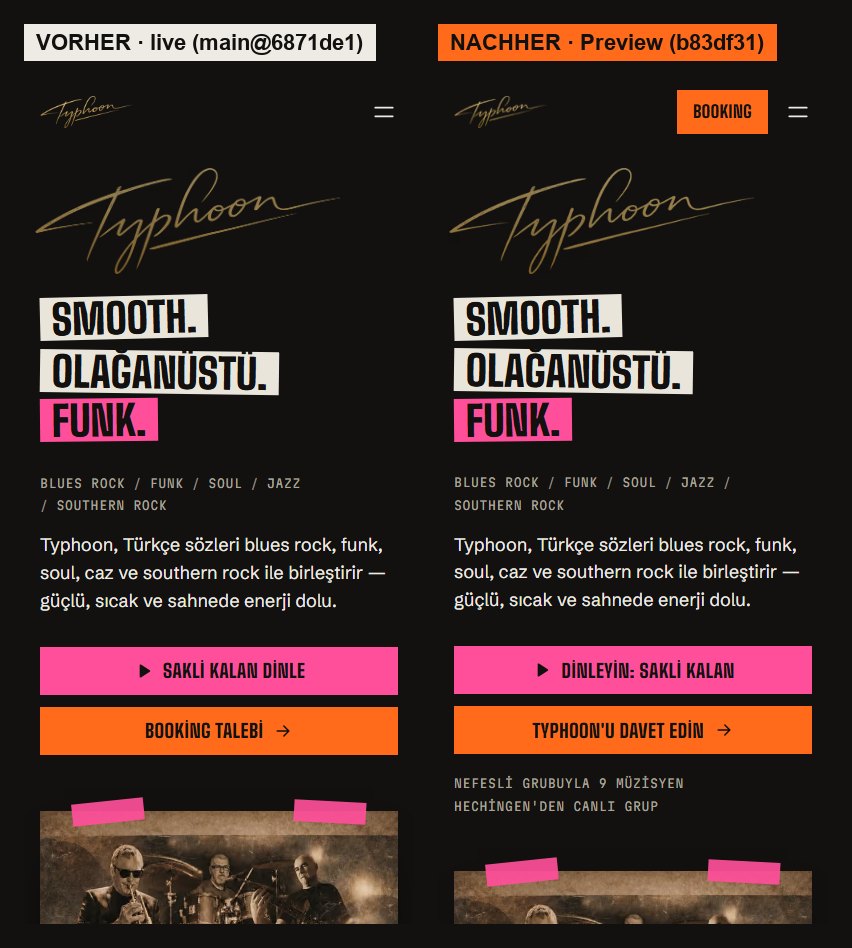 VORHER · live (main@6871de1)
Typhoon
Typhoon
SMOOTH.
OLAĞANÜSTÜ.
FUNK.
BLUES ROCK / FUNK / SOUL / JAZZ
/ SOUTHERN ROCK
Typhoon, Türkçe sözleri blues rock, funk,
soul, caz ve southern rock ile birleştirir —
güçlü, sıcak ve sahnede enerji dolu.
SAKLİ KALAN DİNLE
BOOKİNG TALEBİ →
NACHHER · Preview (b83df31)
Typhoon
BOOKING
Typhoon
SMOOTH.
OLAĞANÜSTÜ.
FUNK.
BLUES ROCK / FUNK / SOUL / JAZZ /
SOUTHERN ROCK
Typhoon, Türkçe sözleri blues rock, funk,
soul, caz ve southern rock ile birleştirir —
güçlü, sıcak ve sahnede enerji dolu.
DİNLEYİN: SAKLİ KALAN
TYPHOON'U DAVET EDİN →
NEFESLİ GRUBUYLA 9 MÜZİSYEN
HECHİNGEN'DEN CANLI GRUP